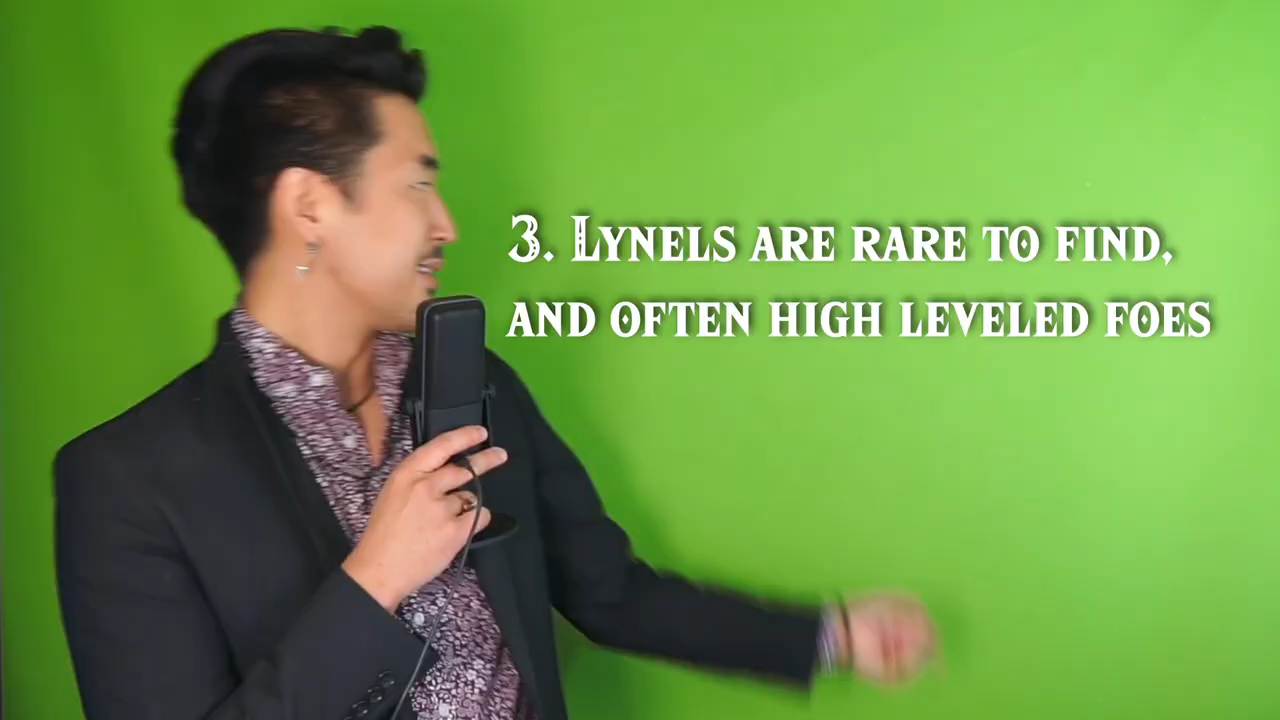 3. Lynels are rare to find,
and often high leveled foes